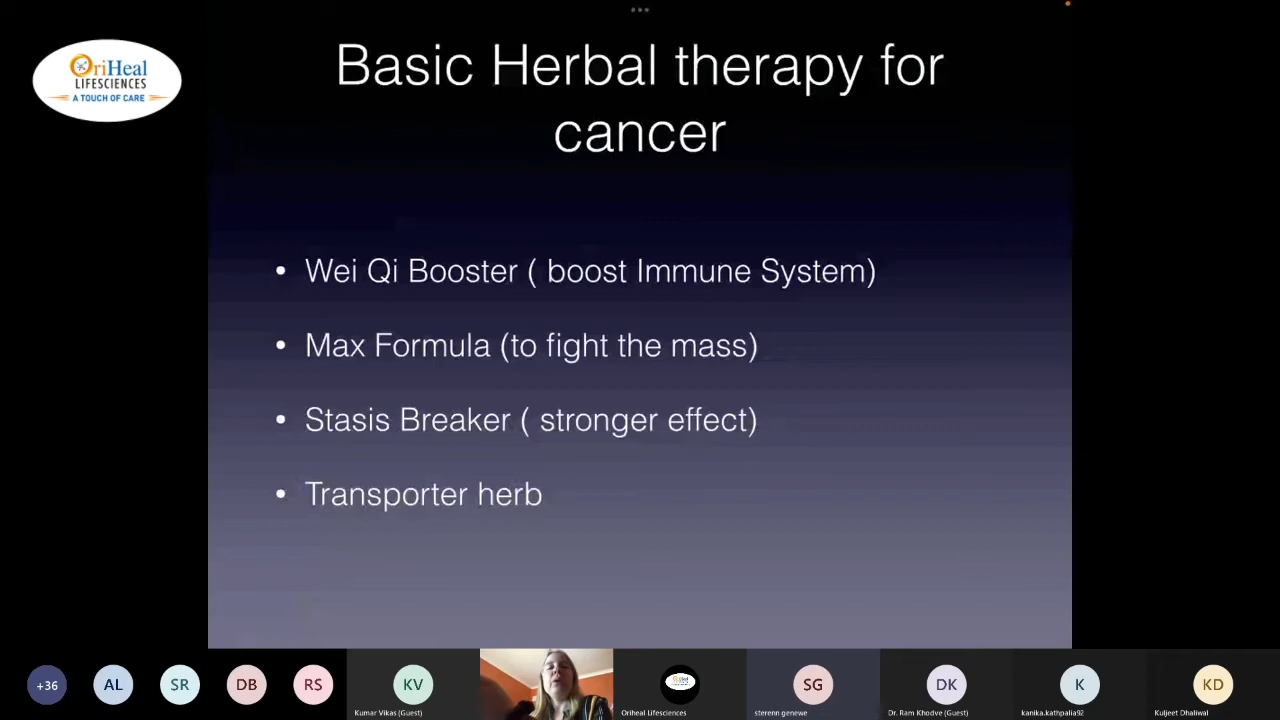 OriHeal
LIFESCIENCES
A TOUCH OF CARE
Basic Herbal therapy for
cancer
• Wei Qi Booster ( boost Immune System)
• Max Formula (to fight the mass)
• Stasis Breaker ( stronger effect)
• Transporter herb
+36
AL
SR
DB
RS
KV
Kumar Vikas (Guest)
Oriheal Lifesciences
SG
sterenn genewe
DK
Dr. Ram Khodve (Guest)
K
kanika.kathpalia92
KD
Kuljeet Dhaliwal